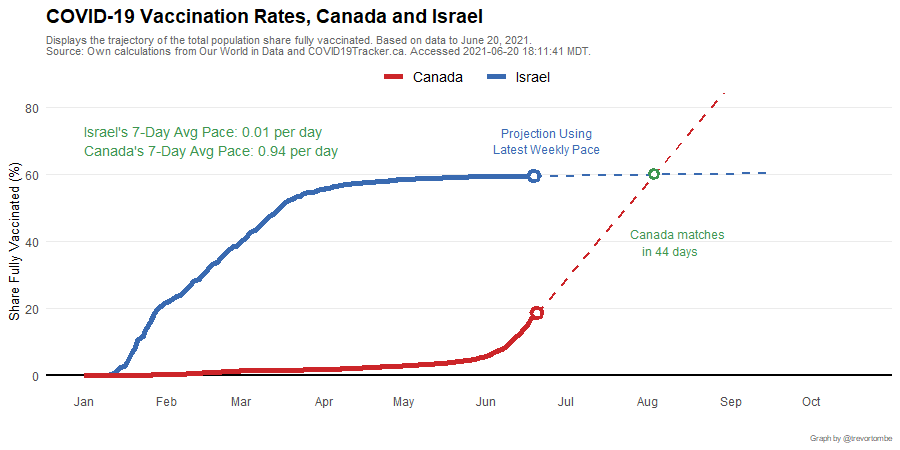 COVID-19 Vaccination Rates, Canada and Israel
Displays the trajectory of the total population share fully vaccinated. Based on data to June 20, 2021.
Source: Own calculations from Our World in Data and COVID19Tracker.ca. Accessed 2021-06-20 18:11:41 MDT.
Canada
Israel
Israel's 7-Day Avg Pace: 0.01 per day
Canada's 7-Day Avg Pace: 0.94 per day
Projection Using
Latest Weekly Pace
Canada matches
in 44 days
Share Fully Vaccinated (%)
80
60
40
20
0
Jan Feb Mar Apr May Jun Jul Aug Sep Oct
Graph by @trevortombe